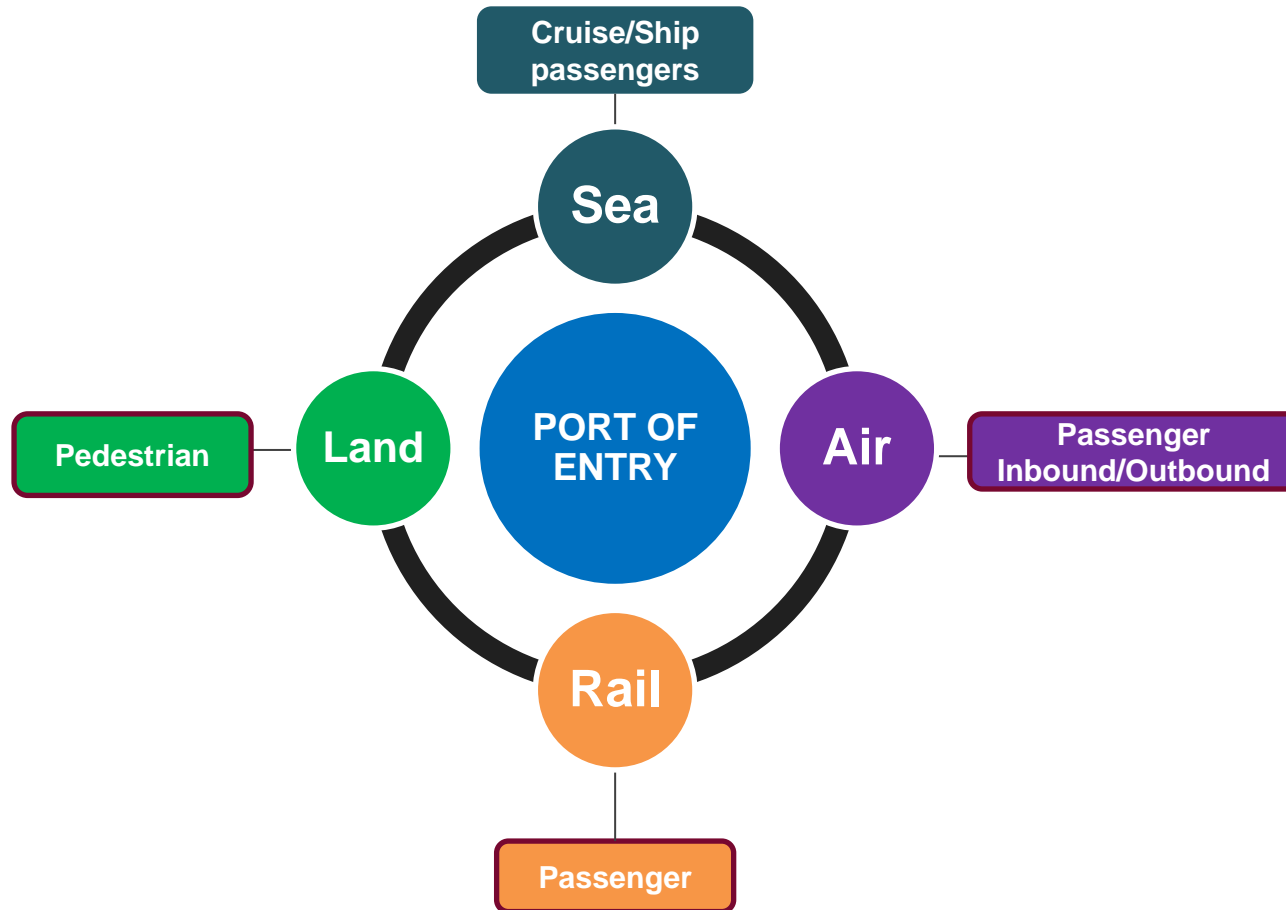 Cruise/Ship
passengers
Sea
Land
Pedestrian
PORT OF
ENTRY
Air
Passenger
Inbound/Outbound
Rail
Passenger